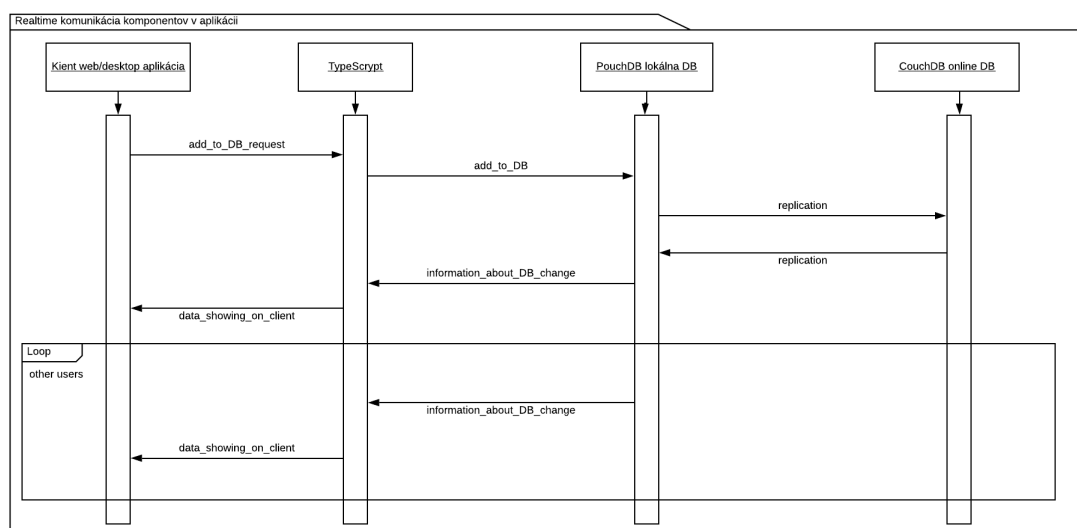 Realtime komunikácia komponentov v aplikácii
Kient web/desktop aplikácia
TypeScrypt
PouchDB lokálna DB
CouchDB online DB
add_to_DB_request
add_to_DB
replication
replication
information_about_DB_change
data_showing_on_client
Loop
other users
information_about_DB_change
data_showing_on_client